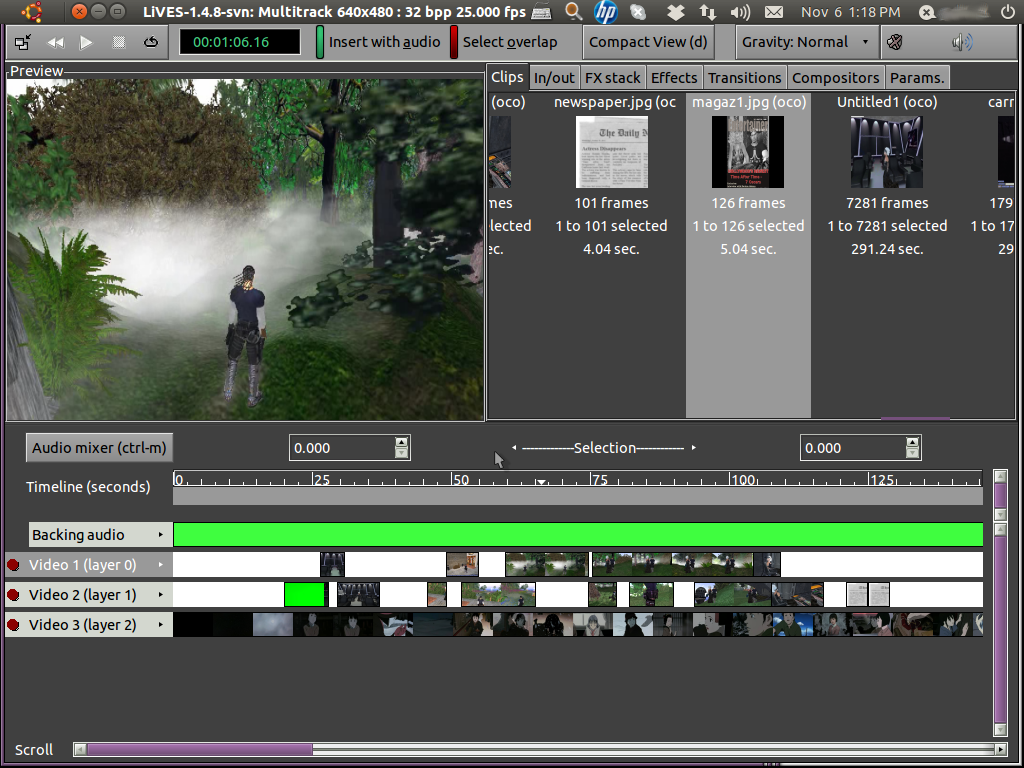 LiVES-1.4.8-svn: Multitrack 640x480 : 32 bpp 25.000 fps
hp
Nov 6 1:18 PM
00:01:06.16
Insert with audio
Select overlap
Compact View (d)
Gravity: Normal
Preview
Clips In/out FX stack Effects Transitions Compositors Params.
(oco) newspaper.jpg (oc magaz1.jpg (oco) Untitled1 (oco) carr
The Daily N
Actress Disappears
mes 101 frames 126 frames 7281 frames 179
lected 1 to 101 selected 1 to 126 selected 1 to 7281 selected 1 to 17
ec. 4.04 sec. 5.04 sec. 291.24 sec. 29
Audio mixer (ctrl-m)
0.000
------------Selection-----------
0.000
Timeline (seconds)
0 25 50 75 100 125
Backing audio
Video 1 (layer 0)
Video 2 (layer 1)
Video 3 (layer 2)
Scroll